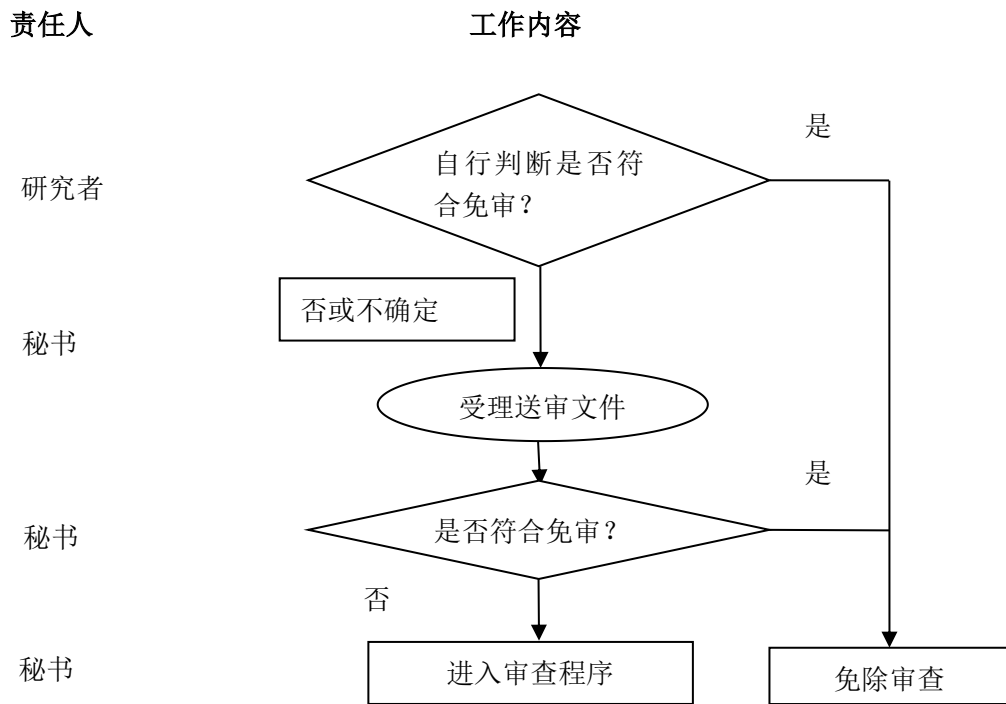 责任人
工作内容
是
自行判断是否符
合免审？
研究者
否或不确定
秘书
受理送审文件
是
是否符合免审？
秘书
否
进入审查程序
秘书
免除审查